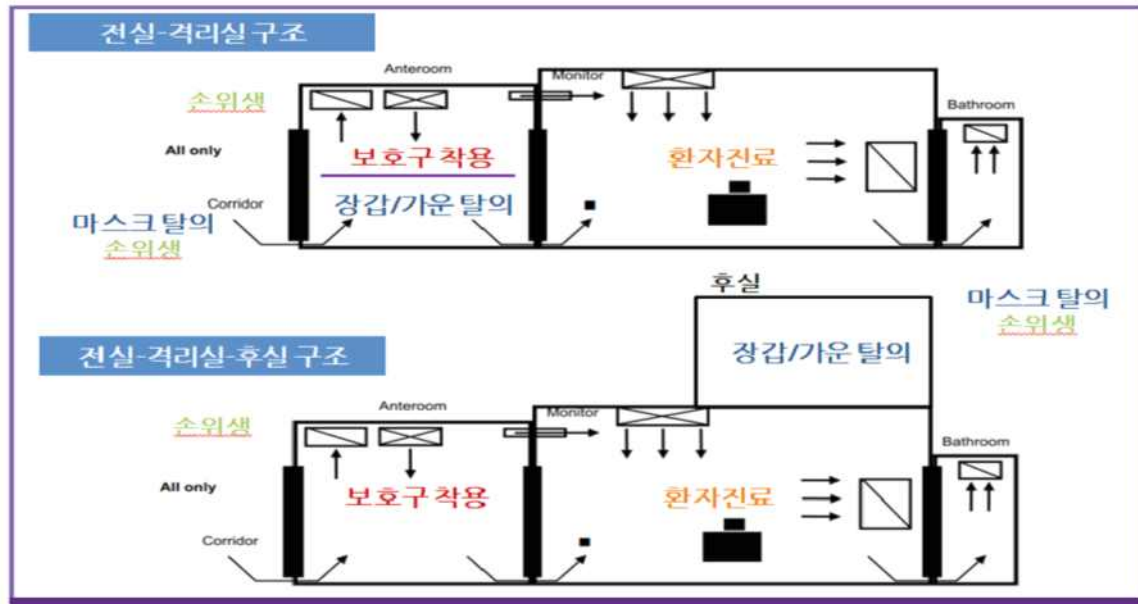 전실-격리실 구조
Anteroom
Monitor
손위생
Bathroom
All only
보호구 착용
환자진료
장갑/가운 탈의
Corridor
마스크 탈의
손위생
후실
마스크 탈의
손위생
장갑/가운 탈의
전실-격리실-후실 구조
Anteroom
Monitor
손위생
Bathroom
All only
보호구 착용
환자진료
Corridor